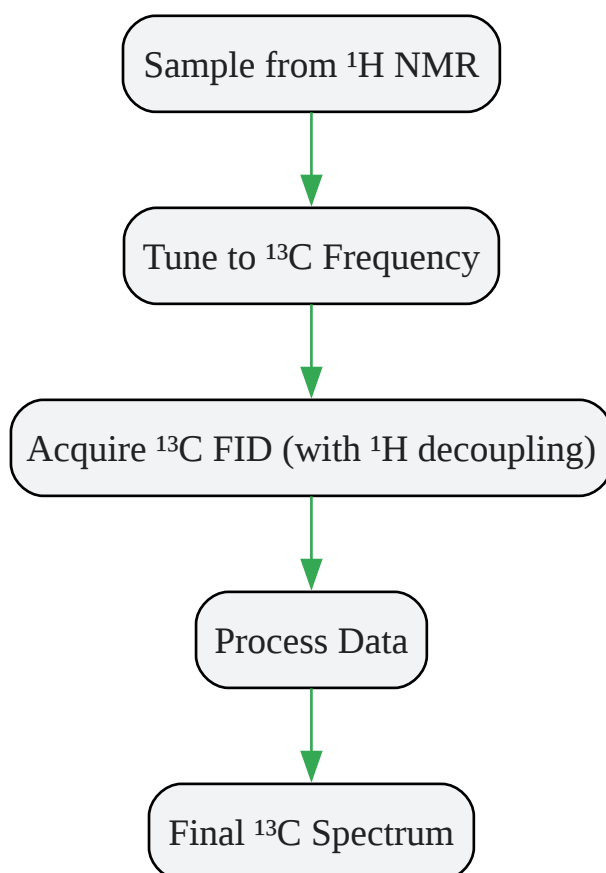 Sample from ¹H NMR
Tune to ¹³C Frequency
Acquire ¹³C FID (with ¹H decoupling)
Process Data
Final ¹³C Spectrum